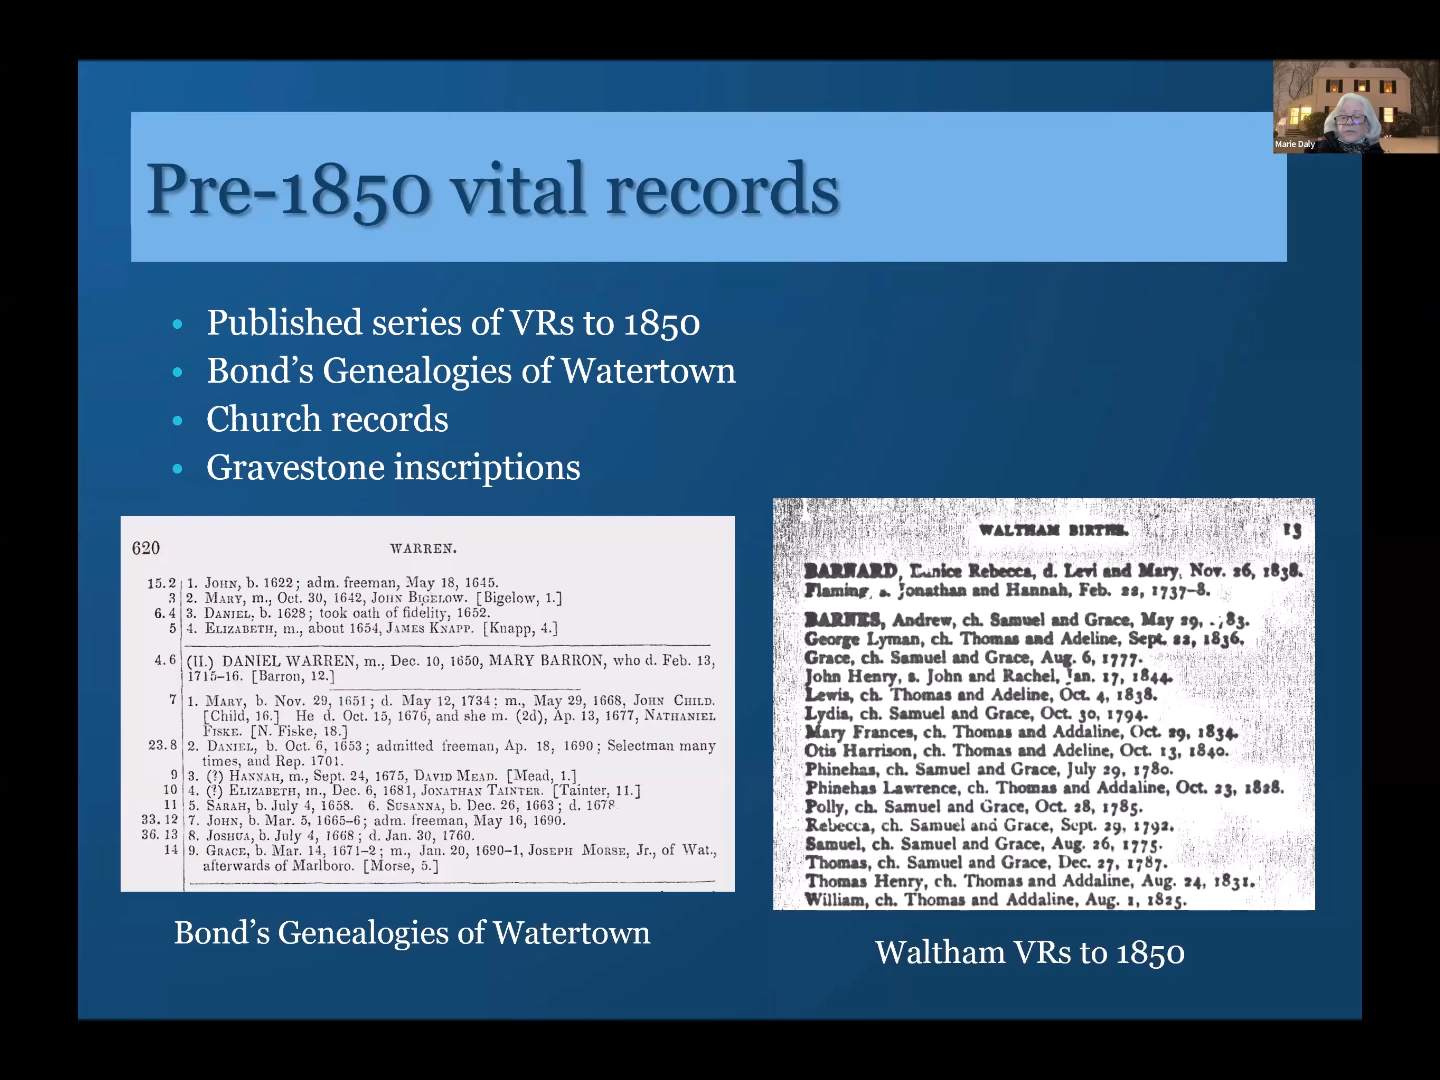 Marie Daly
Pre-1850 vital records
• Published series of VRs to 1850
• Bond’s Genealogies of Watertown
• Church records
• Gravestone inscriptions
620 WARREN.
15.2 1. JOHN, b. 1622; adm. freeman, May 18, 1645.
3 2. MARY, m., Oct. 30, 1642, JOHN BIGELOW. [Bigelow, 1.]
6.4 3. DANIEL, b. 1628; took oath of fidelity, 1652.
5 4. ELIZABETH, m., about 1654, JAMES KNAPP. [Knapp, 4.]
4.6 (II.) DANIEL WARREN, m., Dec. 10, 1650, MARY BARRON, who d. Feb. 13,
1715-16. [Barron, 12.]
7 1. MARY, b. Nov. 29, 1651; d. May 12, 1734; m., May 29, 1668, JOHN CHILD.
[Child, 16.] He d. Oct. 15, 1676, and she m. (2d), Ap. 13, 1677, NATHANIEL
FISKE. [N. Fiske, 18.]
23.8 2. DANIEL, b. Oct. 6, 1653; admitted freeman, Ap. 18, 1690; Selectman many
times, and Rep. 1701.
9 3. (?) HANNAH, m., Sept. 24, 1675, DAVID MEAD. [Mead, 1.]
10 4. (?) ELIZABETH, m., Dec. 6, 1681, JONATHAN TAINTER. [Tainter, 11.]
11 5. SARAH, b. July 4, 1658. 6. SUSANNA, b. Dec. 26, 1663; d. 1678
33.12 7. JOHN, b. Mar. 5, 1665-6; adm. freeman, May 16, 1690.
36.13 8. JOSHUA, b. July 4, 1668; d. Jan. 30, 1760.
14 9. GRACE, b. Mar. 14, 1671-2; m., Jan. 20, 1690-1, JOSEPH MORSE, Jr., of Wat.,
afterwards of Marlboro. [Morse, 5.]
Bond’s Genealogies of Watertown
WALTHAM BIRTHS. 13
BARNARD, Eunice Rebecca, d. Levi and Mary, Nov. 26, 1838.
Flaming, s. Jonathan and Hannah, Feb. 22, 1737-8.
BARNES, Andrew, ch. Samuel and Grace, May 29,
George Lyman, ch. Thomas and Adeline, Sept. 22, 1836.
Grace, ch. Samuel and Grace, Aug. 6, 1777.
John Henry, s. John and Rachel, Jan. 17, 1844.
Lewis, ch. Thomas and Adeline, Oct. 4, 1838.
Lydia, ch. Samuel and Grace, Oct. 30, 1794.
Mary Frances, ch. Thomas and Addaline, Oct. 29, 1834.
Otis Harrison, ch. Thomas and Adeline, Oct. 13, 1840.
Phinehas, ch. Samuel and Grace, July 29, 1780.
Phinehas Lawrence, ch. Thomas and Addaline, Oct. 23, 1828.
Polly, ch. Samuel and Grace, Oct. 28, 1785.
Rebecca, ch. Samuel and Grace, Sept. 29, 1792.
Samuel, ch. Samuel and Grace, Aug. 26, 1775.
Thomas, ch. Samuel and Grace, Dec. 27, 1787.
Thomas Henry, ch. Thomas and Addaline, Aug. 24, 1831.
William, ch. Thomas and Addaline, Aug. 1, 1825.
Waltham VRs to 1850